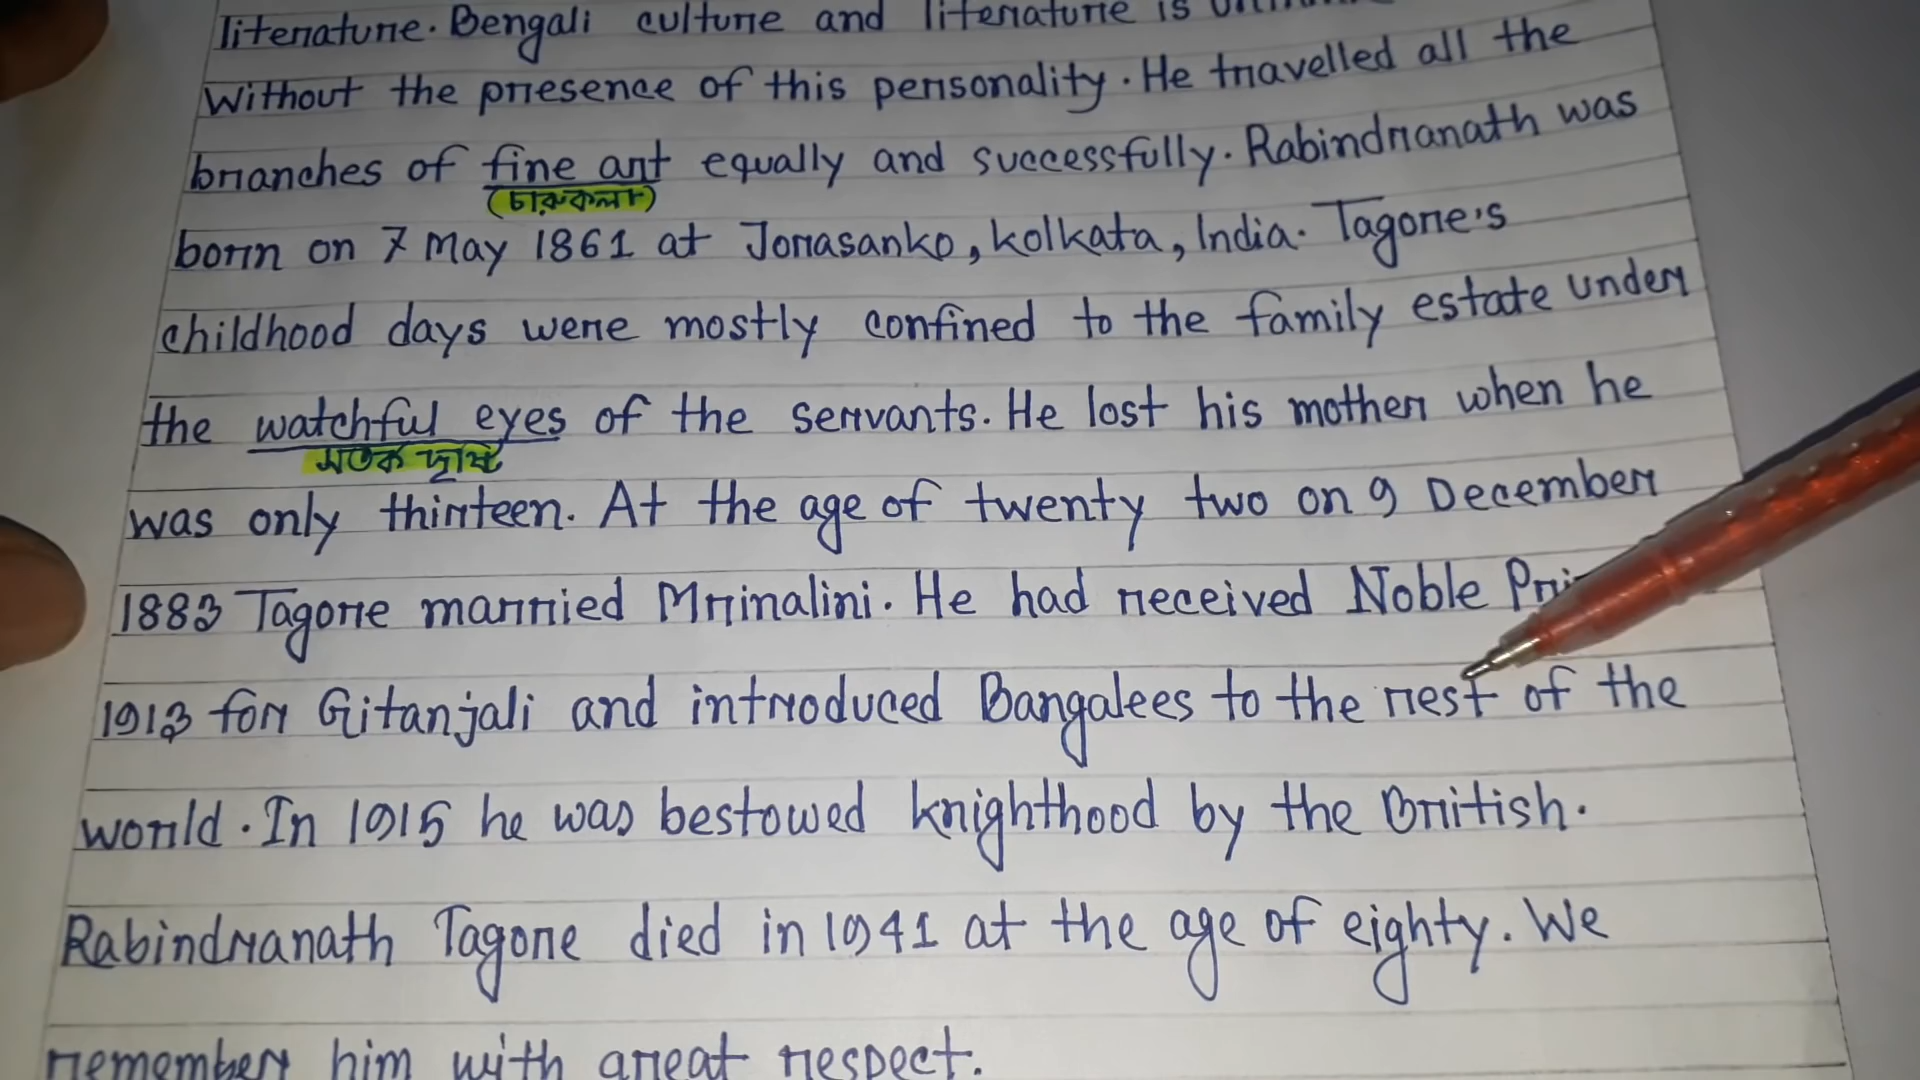 literature. Bengali culture and literature is
Without the presence of this personality. He travelled all the
branches of fine art equally and successfully. Rabindranath was
(চারুকলা)
born on 7 May 1861 at Jorasanko, Kolkata, India. Tagore's
childhood days were mostly confined to the family estate under
the watchful eyes of the servants. He lost his mother when he
সতর্ক দৃষ্টি
was only thirteen. At the age of twenty two on 9 December
1883 Tagore married Mrinalini. He had received Noble
1913 for Gitanjali and introduced Bangalees to the rest of the
world. In 1915 he was bestowed knighthood by the British.
Rabindranath Tagore died in 1941 at the age of eighty. We
remember him with great respect.